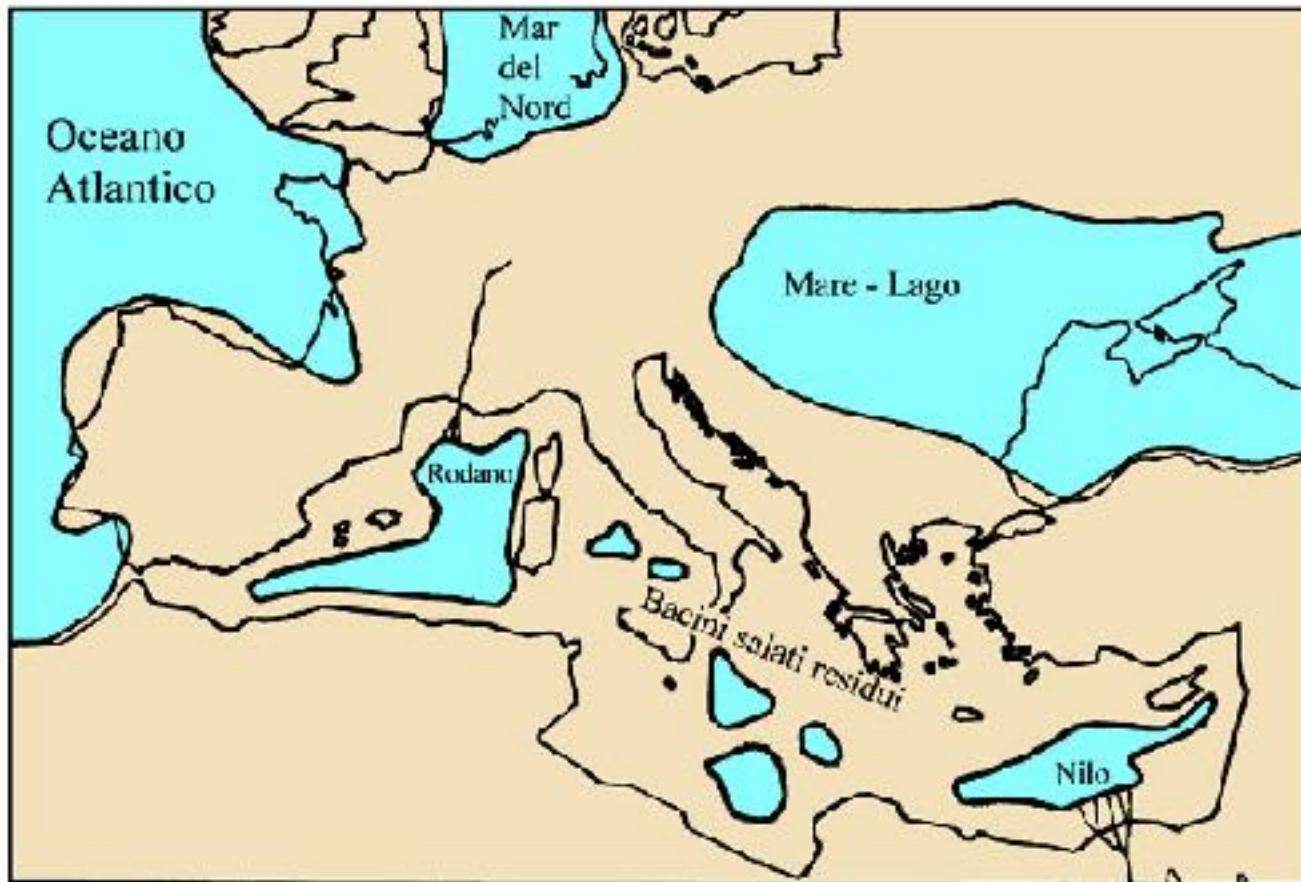 Mar
del
Nord
Oceano
Atlantico
Mare - Lago
Rodano
Bacini salati residui
Nilo